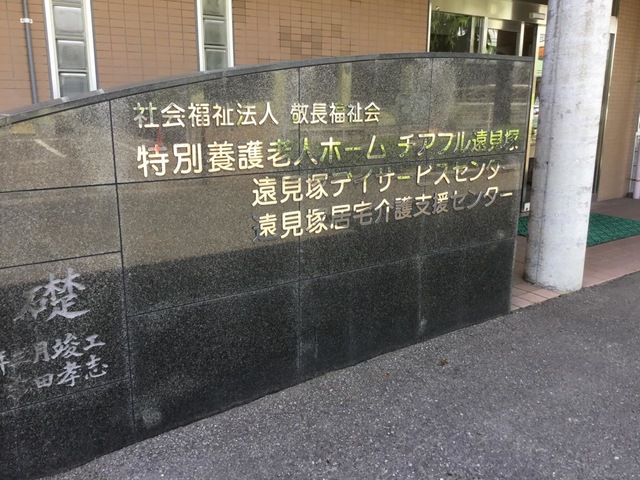 社会福祉法人 敬長福祉会
特別養護老人ホーム チアフル遠見塚
遠見塚デイサービスセンター
遠見塚居宅介護支援センター
礎
月竣工
田孝志